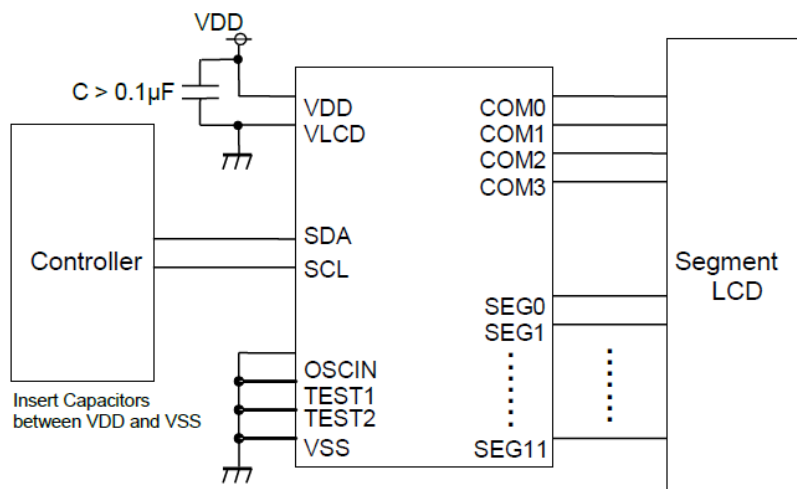 VDD
C > 0.1µF
VDD
VLCD
COM0
COM1
COM2
COM3
SDA
SCL
Controller
Segment
LCD
SEG0
SEG1
OSCIN
TEST1
TEST2
VSS
SEG11
Insert Capacitors
between VDD and VSS